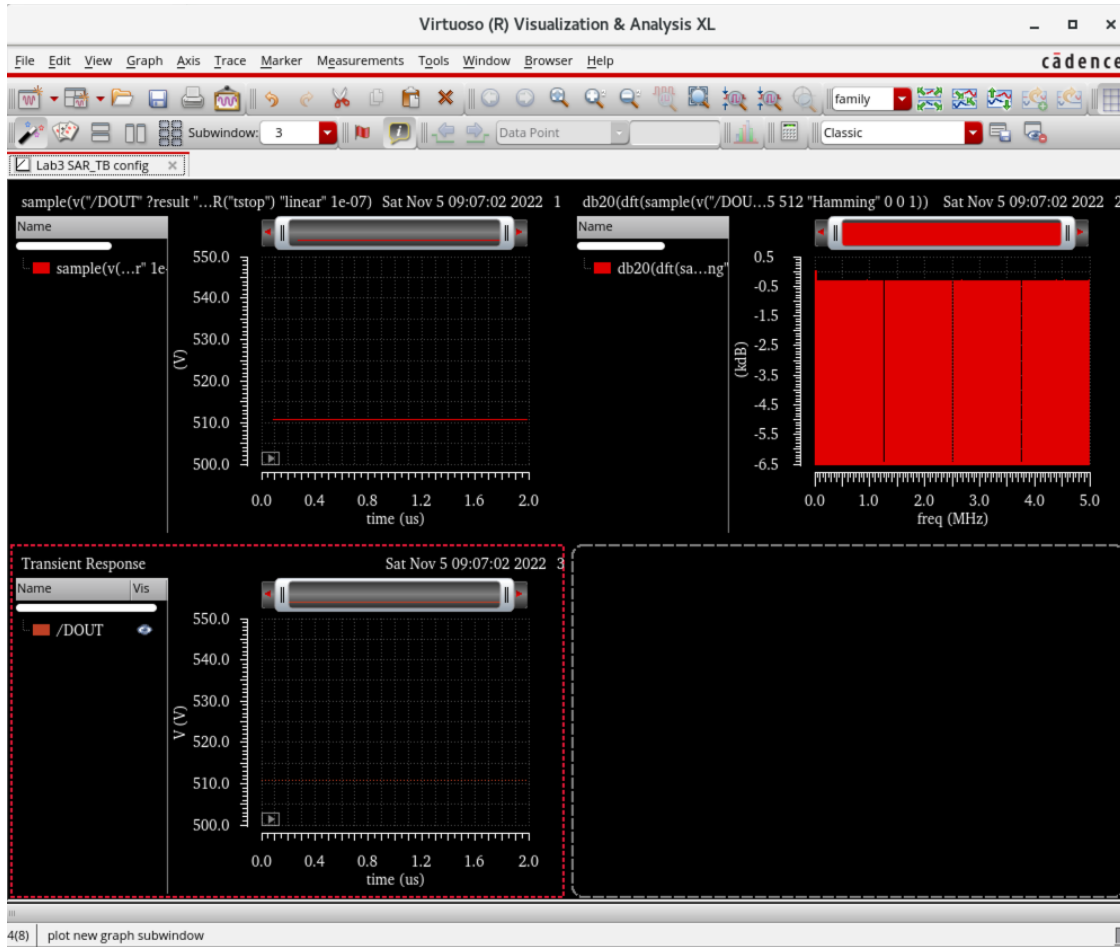 Virtuoso (R) Visualization & Analysis XL
File Edit View Graph Axis Trace Marker Measurements Tools Window Browser Help
cādence
family
Subwindow: 3
Data Point
Classic
Lab3 SAR_TB config
sample(v("/DOUT" ?result "...R("tstop") "linear" 1e-07) Sat Nov 5 09:07:02 2022 1
Name
sample(v(...r" 1e-
550.0
540.0
530.0
520.0
510.0
500.0
(V)
0.0 0.4 0.8 1.2 1.6 2.0
time (us)
db20(dft(sample(v("/DOU...5 512 "Hamming" 0 0 1)) Sat Nov 5 09:07:02 2022 2
Name
db20(dft(sa...ng"
0.5
-0.5
-1.5
-2.5
-3.5
-4.5
-5.5
-6.5
(kdB)
0.0 1.0 2.0 3.0 4.0 5.0
freq (MHz)
Transient Response Sat Nov 5 09:07:02 2022 3
Name Vis
/DOUT
550.0
540.0
530.0
520.0
510.0
500.0
V (V)
0.0 0.4 0.8 1.2 1.6 2.0
time (us)
4(8) plot new graph subwindow